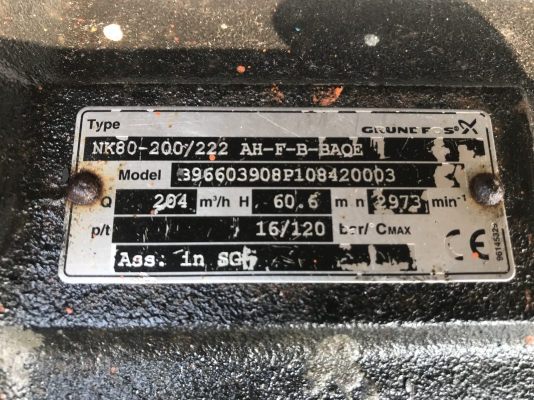 Type GRUNDFOS
NK80-200/222 AH-F-B-BAQE
Model 396603908P108420003
Q 204 m³/h H 60.6 m n 2973 min⁻¹
p/t 16/120 bar/°CMAX
Ass. in SG